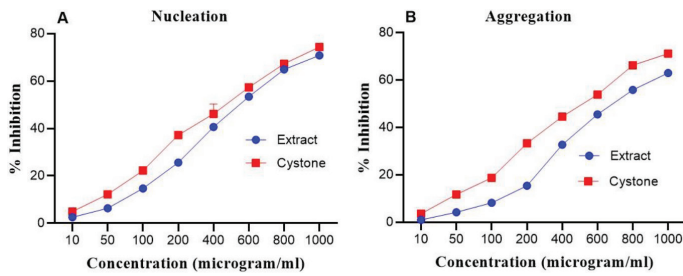 A
Nucleation
% Inhibition
80
60
40
20
0
Extract
Cystone
10 50 100 200 400 600 800 1000
Concentration (microgram/ml)
B
Aggregation
% Inhibition
80
60
40
20
0
Extract
Cystone
10 50 100 200 400 600 800 1000
Concentration (microgram/ml)